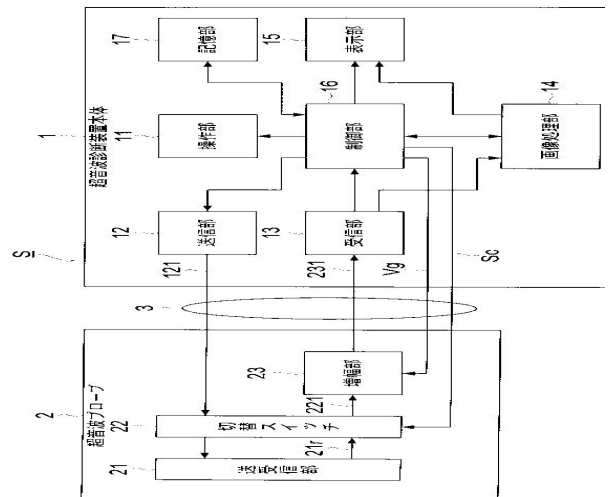 S
1
超音波診断装置本体
12
送信部
121
11
操作部
17
記憶部
13
受信部
231
16
制御部
15
表示部
Vg
Sc
14
画像処理部
3
2
超音波プローブ
22
切替スイッチ
21
送受信部
21r
221
23
増幅部